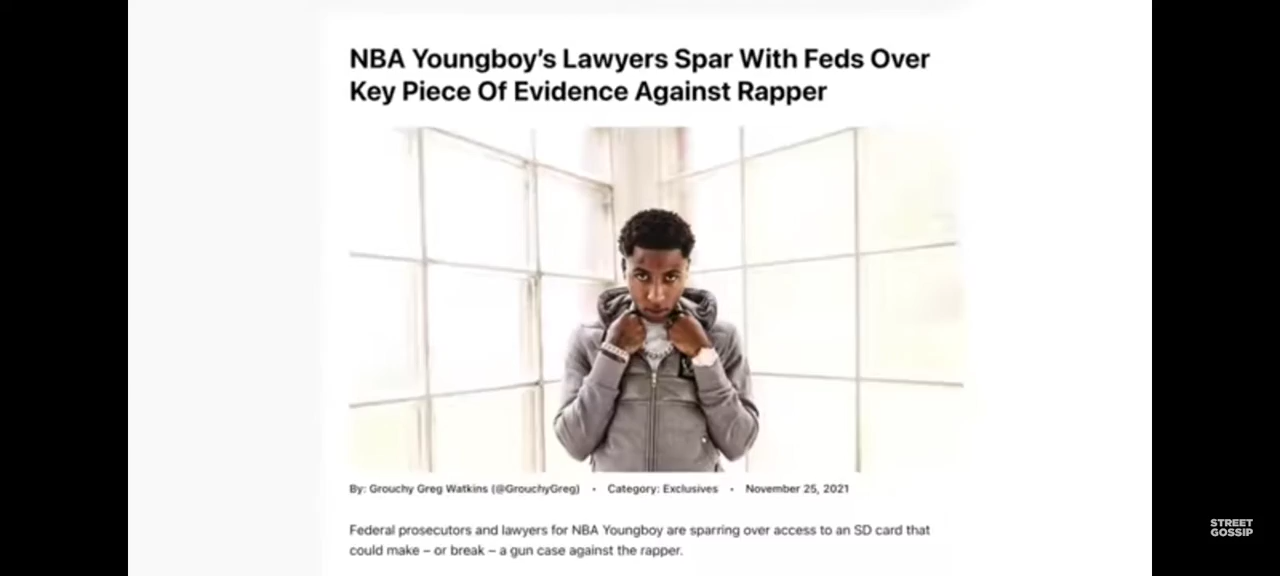 NBA Youngboy's Lawyers Spar With Feds Over
Key Piece Of Evidence Against Rapper
By: Grouchy Greg Watkins (@GrouchyGreg) • Category: Exclusives • November 25, 2021
Federal prosecutors and lawyers for NBA Youngboy are sparring over access to an SD card that
could make – or break – a gun case against the rapper.
STREET
GOSSIP